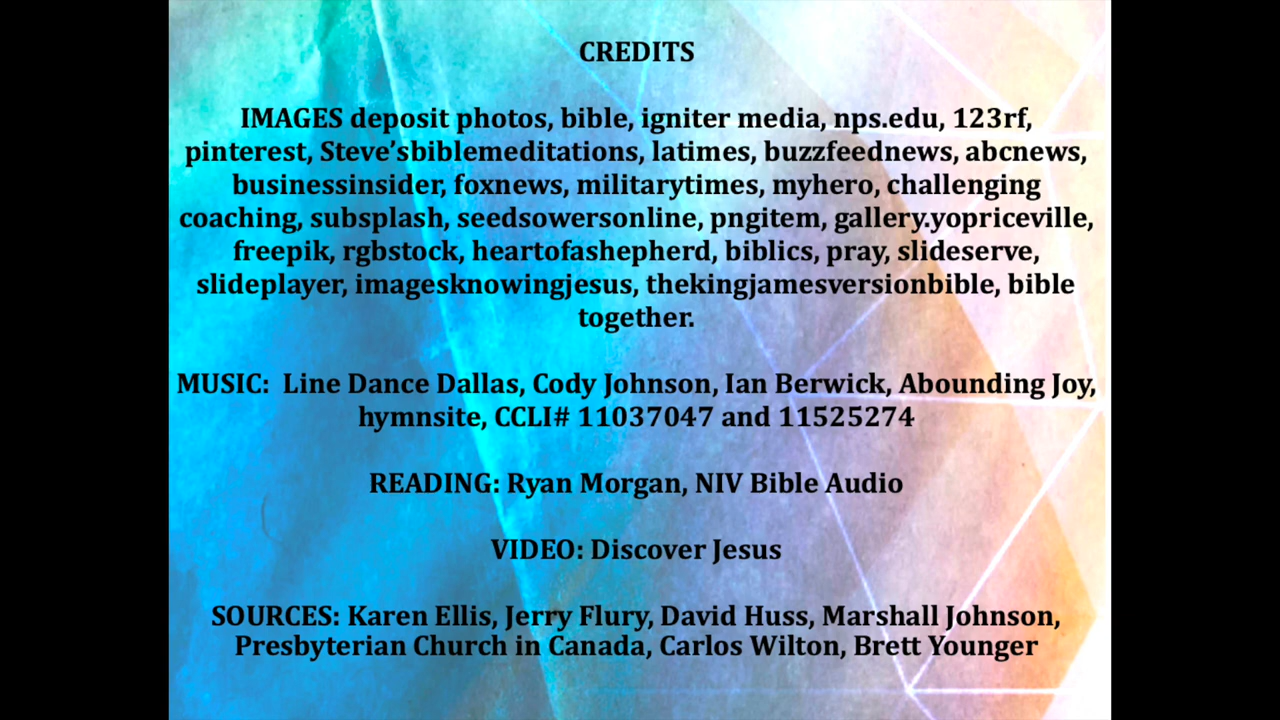 CREDITS
IMAGES deposit photos, bible, igniter media, nps.edu, 123rf,
pinterest, Steve’sbiblemeditations, latimes, buzzfeednews, abcnews,
businessinsider, foxnews, militarytimes, myhero, challenging
coaching, subsplash, seedsowersonline, pngitem, gallery.yopriceville,
freepik, rgbstock, heartofashepherd, biblics, pray, slideserve,
slideplayer, imagesknowingjesus, thekingjamesversionbible, bible
together.
MUSIC:  Line Dance Dallas, Cody Johnson, Ian Berwick, Abounding Joy,
hymnsite, CCLI# 11037047 and 11525274
READING: Ryan Morgan, NIV Bible Audio
VIDEO: Discover Jesus
SOURCES: Karen Ellis, Jerry Flury, David Huss, Marshall Johnson,
Presbyterian Church in Canada, Carlos Wilton, Brett Younger